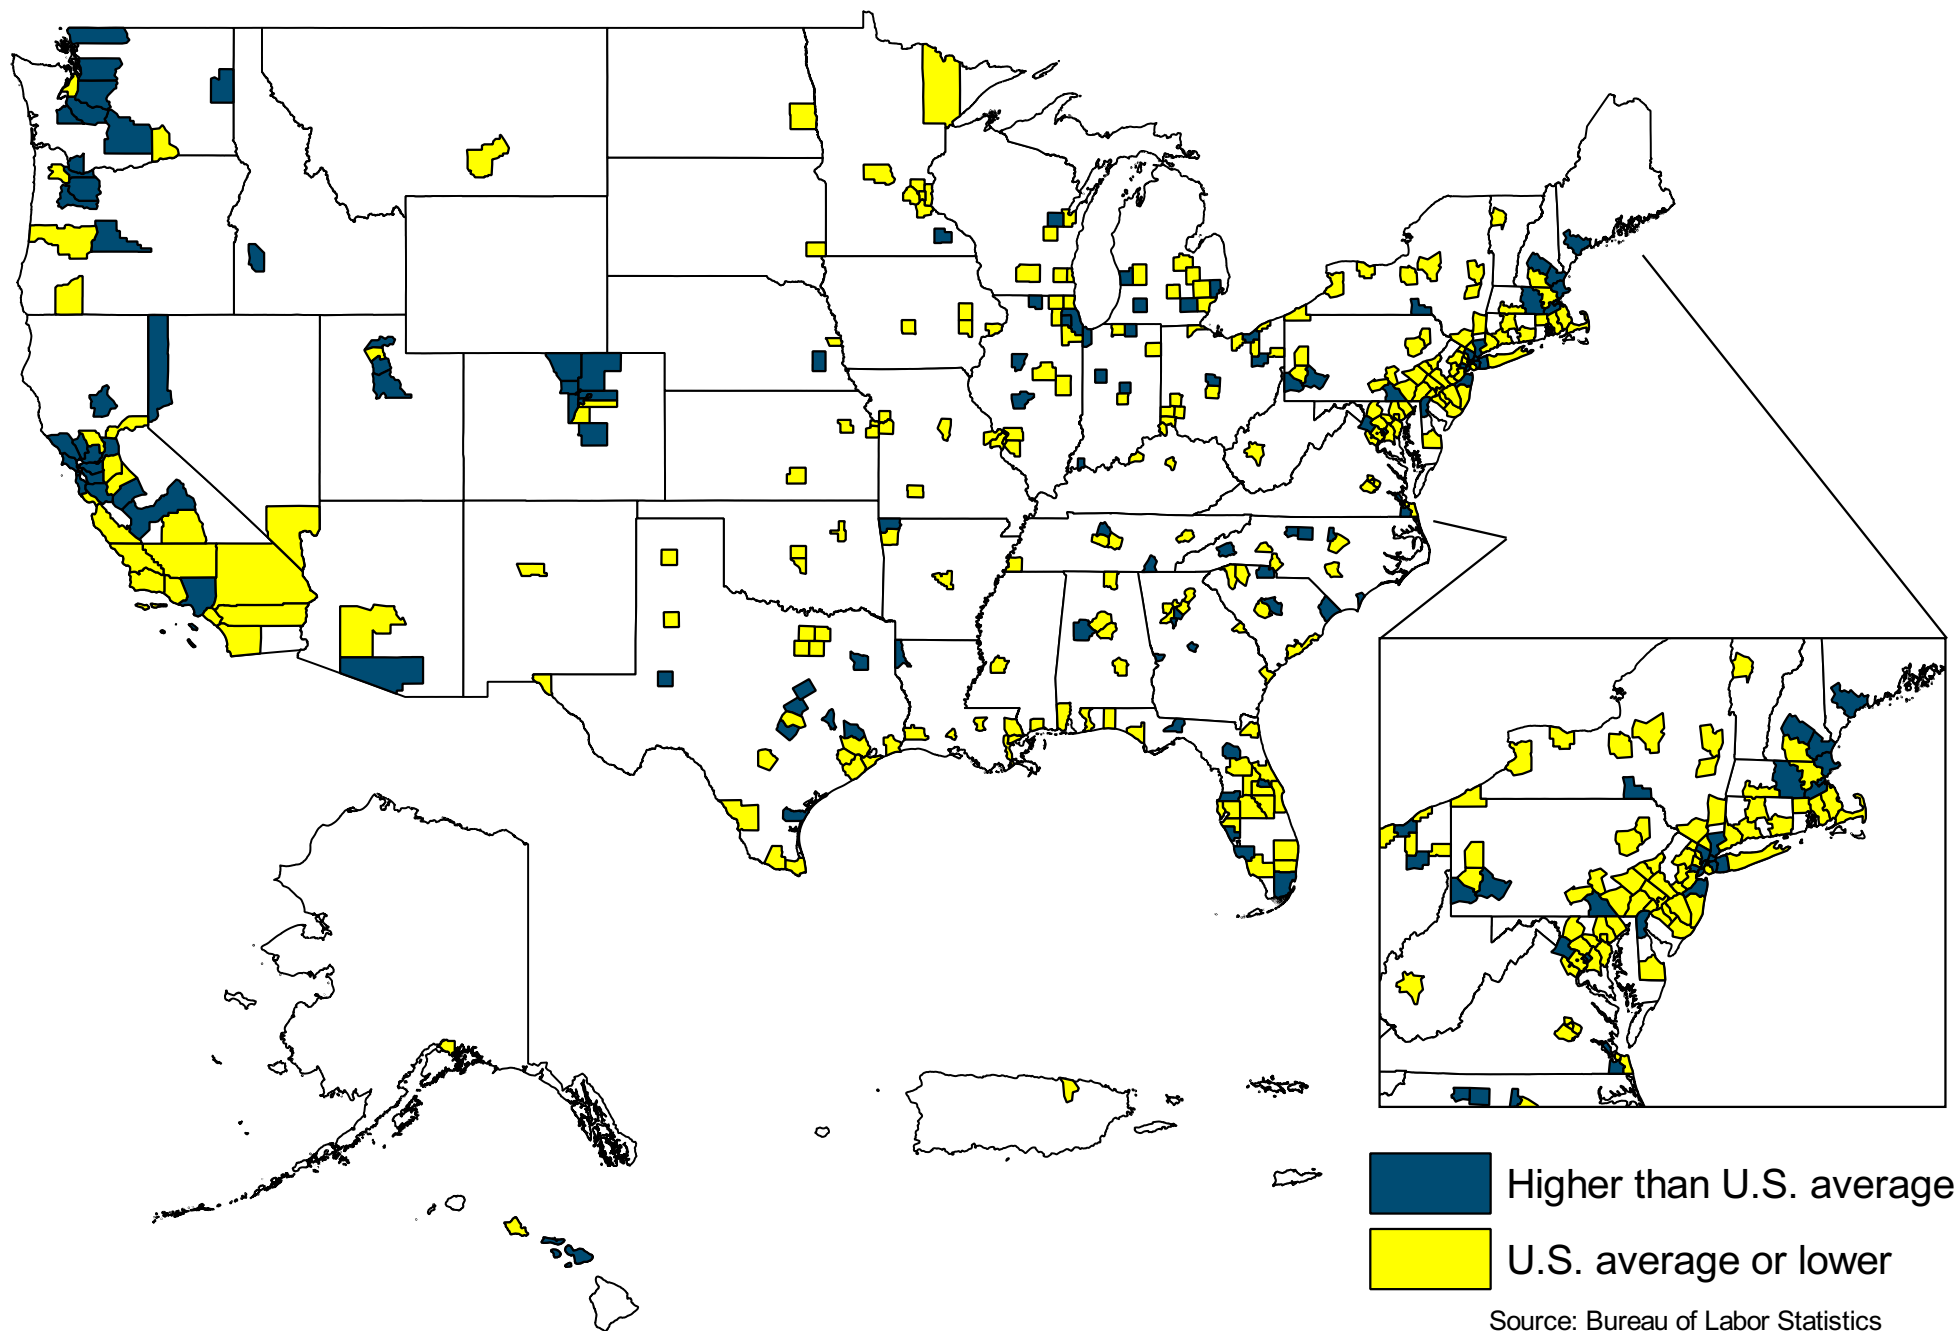 Higher than U.S. average
U.S. average or lower
Source: Bureau of Labor Statistics